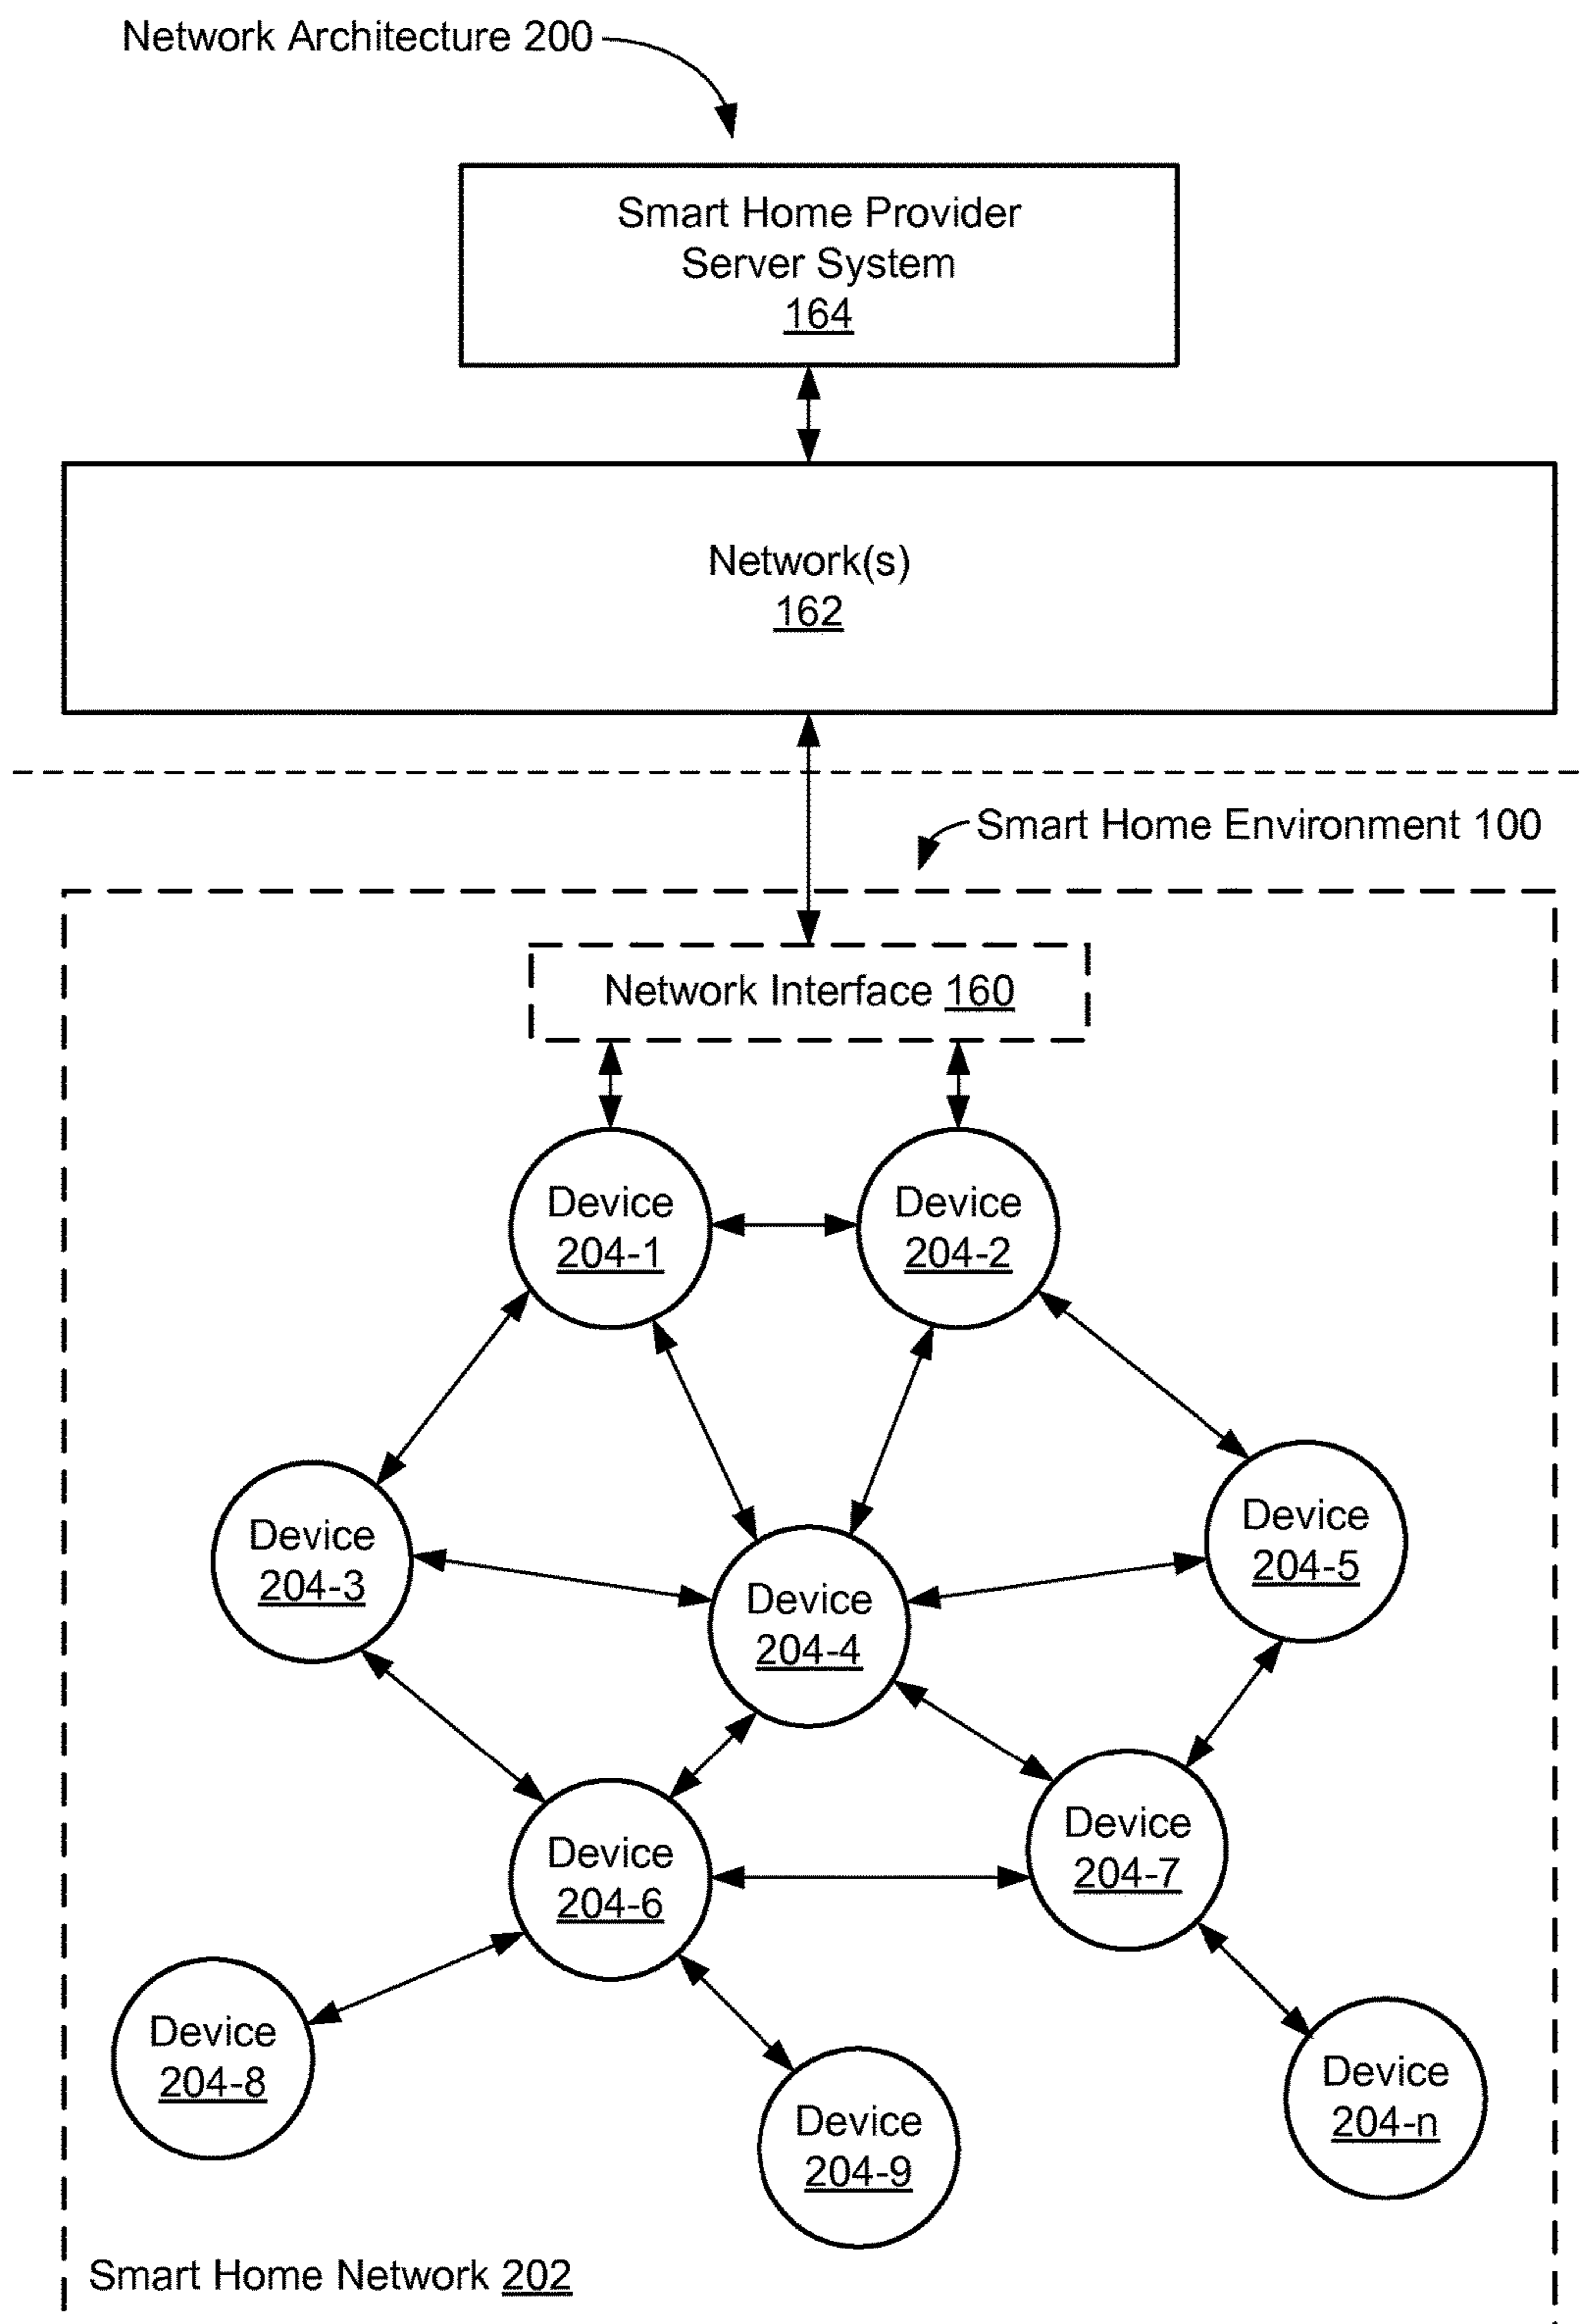 Network Architecture 200
Smart Home Provider
Server System
164
Network(s)
162
Smart Home Environment 100
Network Interface 160
Device
204-1
Device
204-2
Device
204-3
Device
204-4
Device
204-5
Device
204-6
Device
204-7
Device
204-8
Device
204-9
Device
204-n
Smart Home Network 202